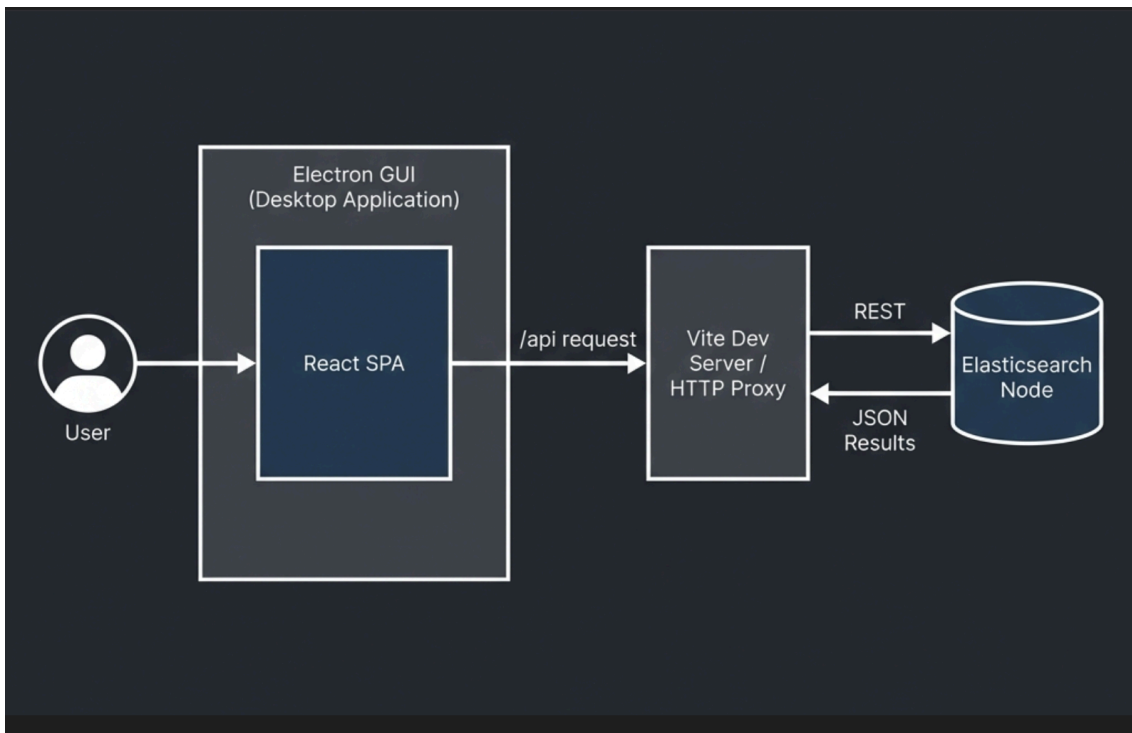 Electron GUI
(Desktop Application)
User
React SPA
/api request
Vite Dev
Server /
HTTP Proxy
REST
JSON
Results
Elasticsearch
Node